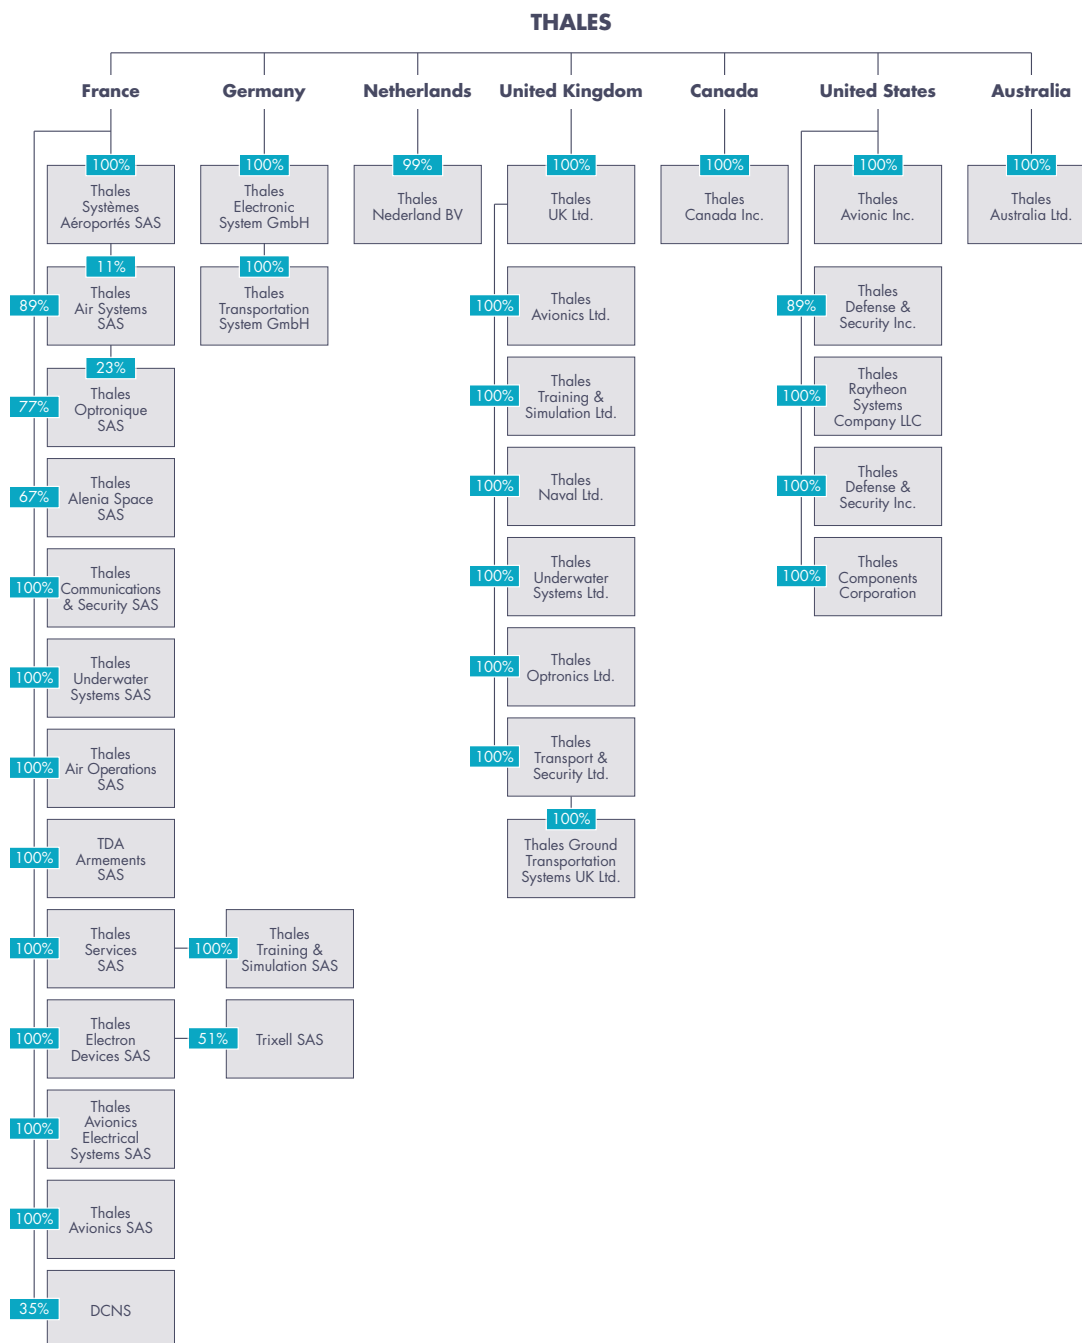 THALES
France
Germany
Netherlands
United Kingdom
Canada
United States
Australia
100%
Thales
Systèmes
Aéroportés SAS
11%
89%
Thales
Air Systems
SAS
23%
77%
Thales
Optronique
SAS
67%
Thales
Alenia Space
SAS
100%
Thales
Communications
& Security SAS
100%
Thales
Underwater
Systems SAS
100%
Thales
Air Operations
SAS
100%
TDA
Armements
SAS
100%
Thales
Services
SAS
100%
Thales
Training &
Simulation SAS
100%
Thales
Electron
Devices SAS
51%
Trixell SAS
100%
Thales
Avionics
Electrical
Systems SAS
100%
Thales
Avionics SAS
35%
DCNS
100%
Thales
Electronic
System GmbH
100%
Thales
Transportation
System GmbH
99%
Thales
Nederland BV
100%
Thales
UK Ltd.
100%
Thales
Avionics Ltd.
100%
Thales
Training &
Simulation Ltd.
100%
Thales
Naval Ltd.
100%
Thales
Underwater
Systems Ltd.
100%
Thales
Optronics Ltd.
100%
Thales
Transport &
Security Ltd.
100%
Thales Ground
Transportation
Systems UK Ltd.
100%
Thales
Canada Inc.
100%
Thales
Avionic Inc.
89%
Thales
Defense &
Security Inc.
100%
Thales
Raytheon
Systems
Company LLC
100%
Thales
Defense &
Security Inc.
100%
Thales
Components
Corporation
100%
Thales
Australia Ltd.